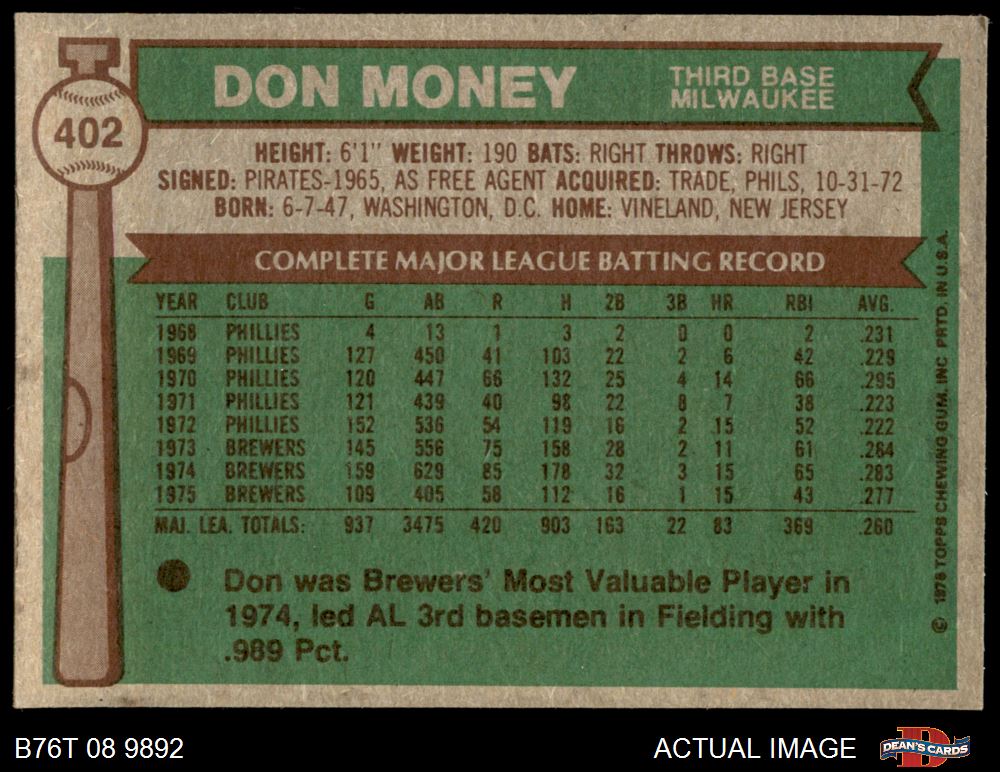 402
DON MONEY
THIRD BASE
MILWAUKEE
HEIGHT: 6'1" WEIGHT: 190 BATS: RIGHT THROWS: RIGHT
SIGNED: PIRATES-1965, AS FREE AGENT ACQUIRED: TRADE, PHILS, 10-31-72
BORN: 6-7-47, WASHINGTON, D.C. HOME: VINELAND, NEW JERSEY
COMPLETE MAJOR LEAGUE BATTING RECORD
YEAR CLUB G AB R H 2B 3B HR RBI AVG.
1968 PHILLIES 4 13 1 3 2 0 0 2 .231
1969 PHILLIES 127 450 41 103 22 2 6 42 .229
1970 PHILLIES 120 447 66 132 25 4 14 66 .295
1971 PHILLIES 121 439 40 98 22 8 7 38 .223
1972 PHILLIES 152 536 54 119 16 2 15 52 .222
1973 BREWERS 145 556 75 158 28 2 11 61 .284
1974 BREWERS 159 629 85 178 32 3 15 65 .283
1975 BREWERS 109 405 58 112 16 1 15 43 .277
MAJ. LEA. TOTALS: 937 3475 420 903 163 22 83 369 .260
Don was Brewers' Most Valuable Player in
1974, led AL 3rd basemen in Fielding with
.989 Pct.
© 1976 TOPPS CHEWING GUM, INC PRTD. IN U.S.A.
B76T 08 9892
ACTUAL IMAGE
DEAN'S CARDS